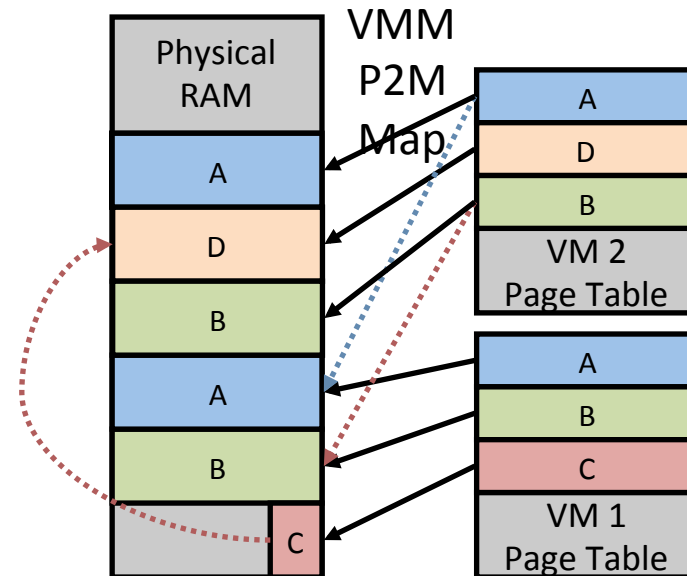 Physical
RAM
A
D
B
A
B
C
VMM
P2M
Map
A
D
B
VM 2
Page Table
A
B
C
VM 1
Page Table